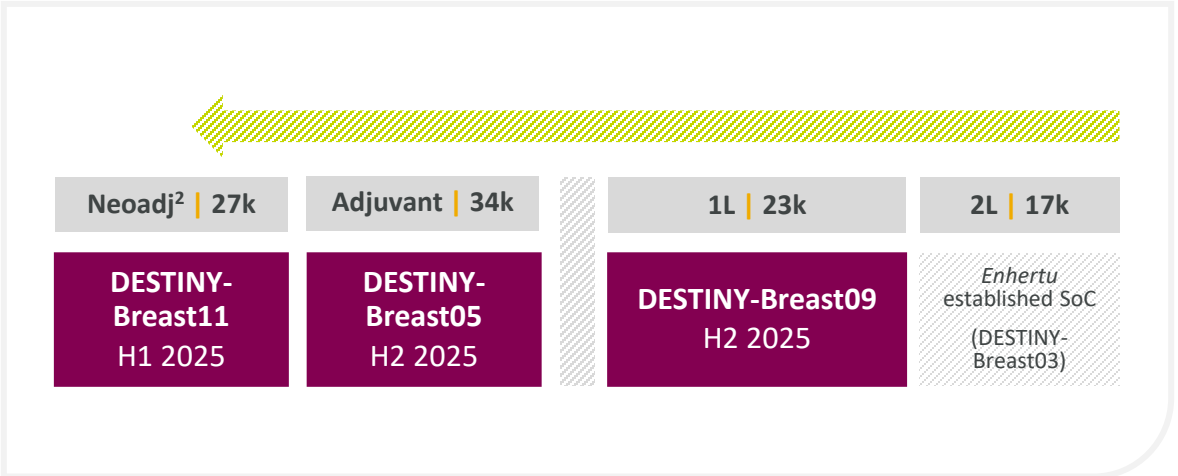 Neoadj² | 27k
Adjuvant | 34k
1L | 23k
2L | 17k
DESTINY-
Breast11
H1 2025
DESTINY-
Breast05
H2 2025
DESTINY-Breast09
H2 2025
Enhertu
established SoC
(DESTINY-
Breast03)